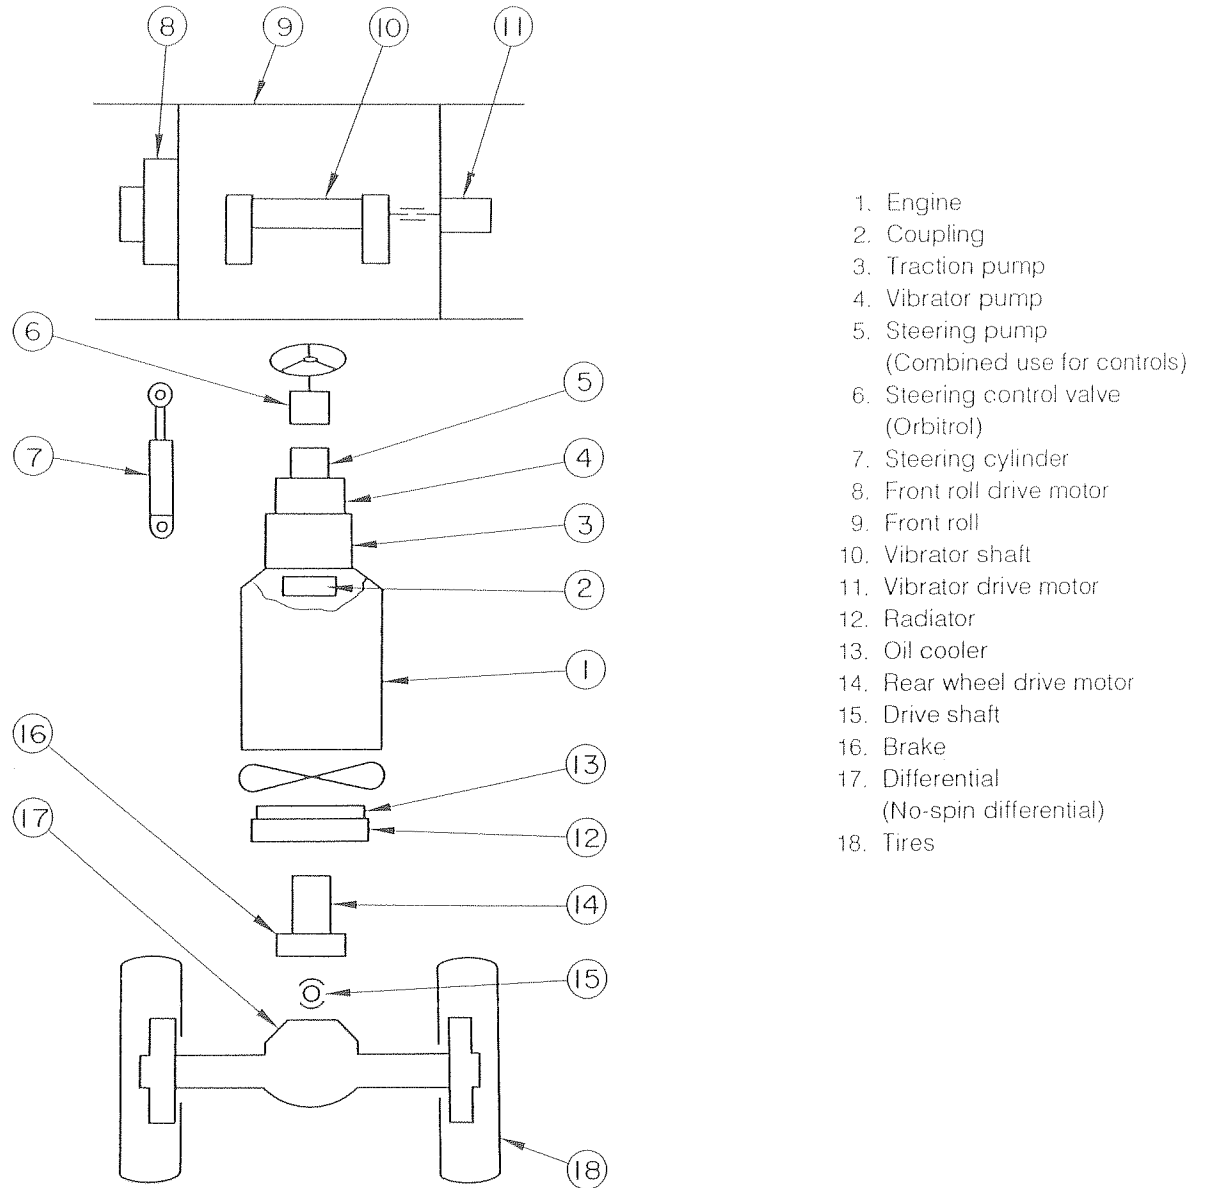 8 9 10 11
6
5
7
4
3
2
1
16
13
17
12
14
15
18
1. Engine
2. Coupling
3. Traction pump
4. Vibrator pump
5. Steering pump
(Combined use for controls)
6. Steering control valve
(Orbitrol)
7. Steering cylinder
8. Front roll drive motor
9. Front roll
10. Vibrator shaft
11. Vibrator drive motor
12. Radiator
13. Oil cooler
14. Rear wheel drive motor
15. Drive shaft
16. Brake
17. Differential
(No-spin differential)
18. Tires